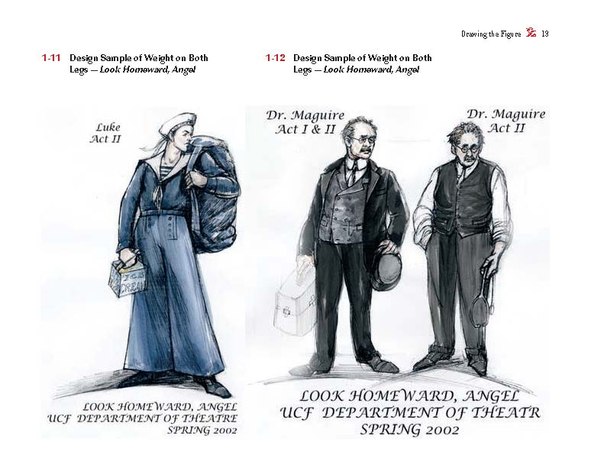 Drawing the Figure 13
1-11 Design Sample of Weight on Both
Legs — Look Homeward, Angel
1-12 Design Sample of Weight on Both
Legs — Look Homeward, Angel
Luke
Act II
ICE
CREAM
LOOK HOMEWARD, ANGEL
UCF DEPARTMENT OF THEATRE
SPRING 2002
Dr. Maguire
Act I & II
Dr. Maguire
Act II
LOOK HOMEWARD, ANGEL
UCF DEPARTMENT OF THEATR
SPRING 2002